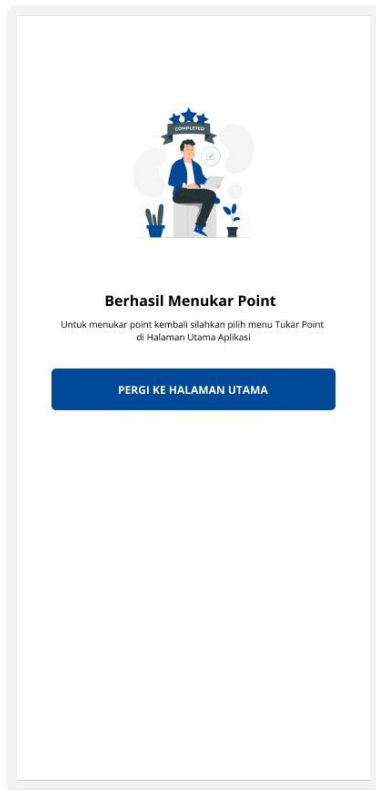 COMPLETED
Berhasil Menukar Point
Untuk menukar point kembali silahkan pilih menu Tukar Point
di Halaman Utama Aplikasi
PERGI KE HALAMAN UTAMA